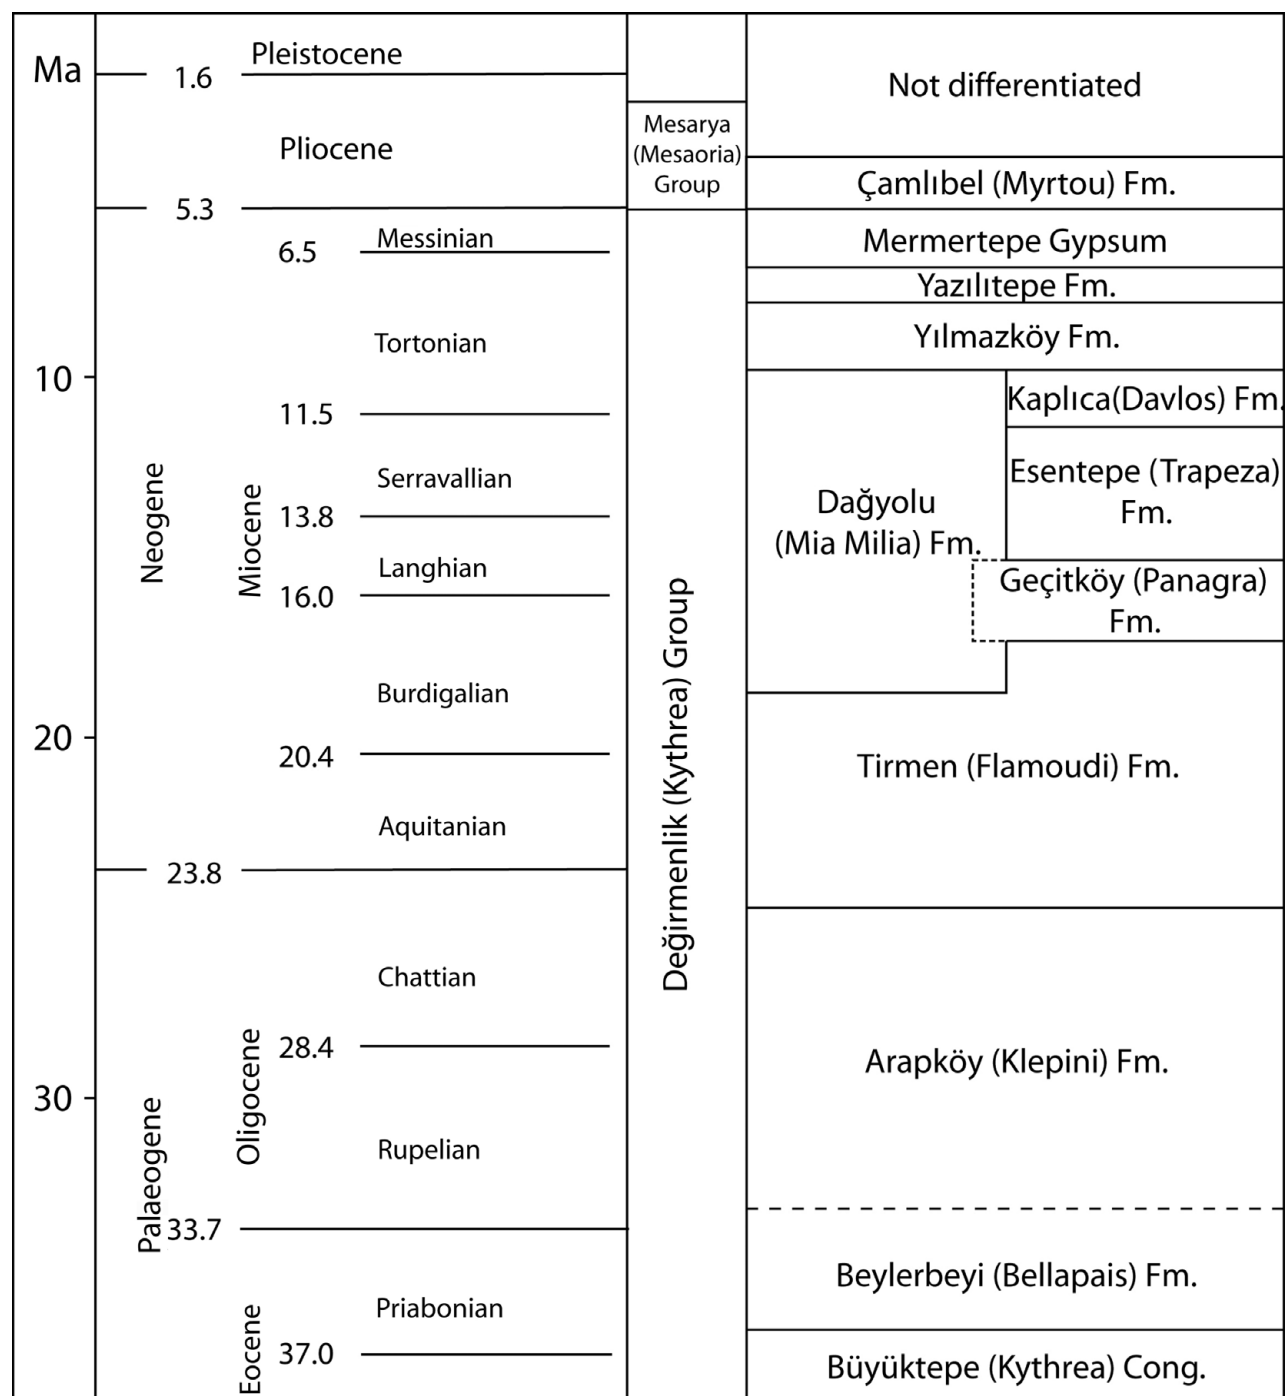 Ma
10
20
30
1.6
5.3
23.8
33.7
Neogene
Palaeogene
Pleistocene
Pliocene
Miocene
Oligocene
Eocene
6.5
11.5
13.8
16.0
20.4
28.4
37.0
Messinian
Tortonian
Serravallian
Langhian
Burdigalian
Aquitanian
Chattian
Rupelian
Priabonian
Mesarya
(Mesaoria)
Group
Değirmenlik (Kythrea) Group
Not differentiated
Çamlıbel (Myrtou) Fm.
Mermertepe Gypsum
Yazılıtepe Fm.
Yılmazköy Fm.
Dağyolu
(Mia Milia) Fm.
Kaplıca(Davlos) Fm.
Esentepe (Trapeza)
Fm.
Geçitköy (Panagra)
Fm.
Tirmen (Flamoudi) Fm.
Arapköy (Klepini) Fm.
Beylerbeyi (Bellapais) Fm.
Büyüktepe (Kythrea) Cong.